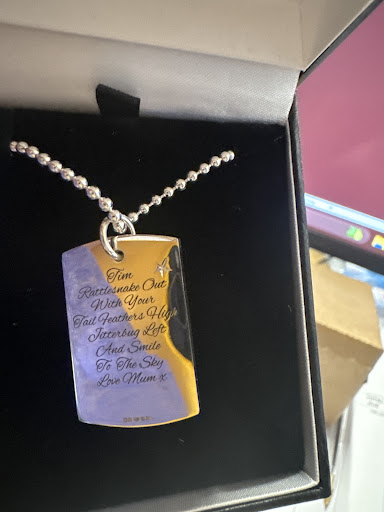 Tim
Rattlesnake Out
With Your
Tail Feathers High
Jitterbug Left
And Smile
To The Sky
Love Mum x